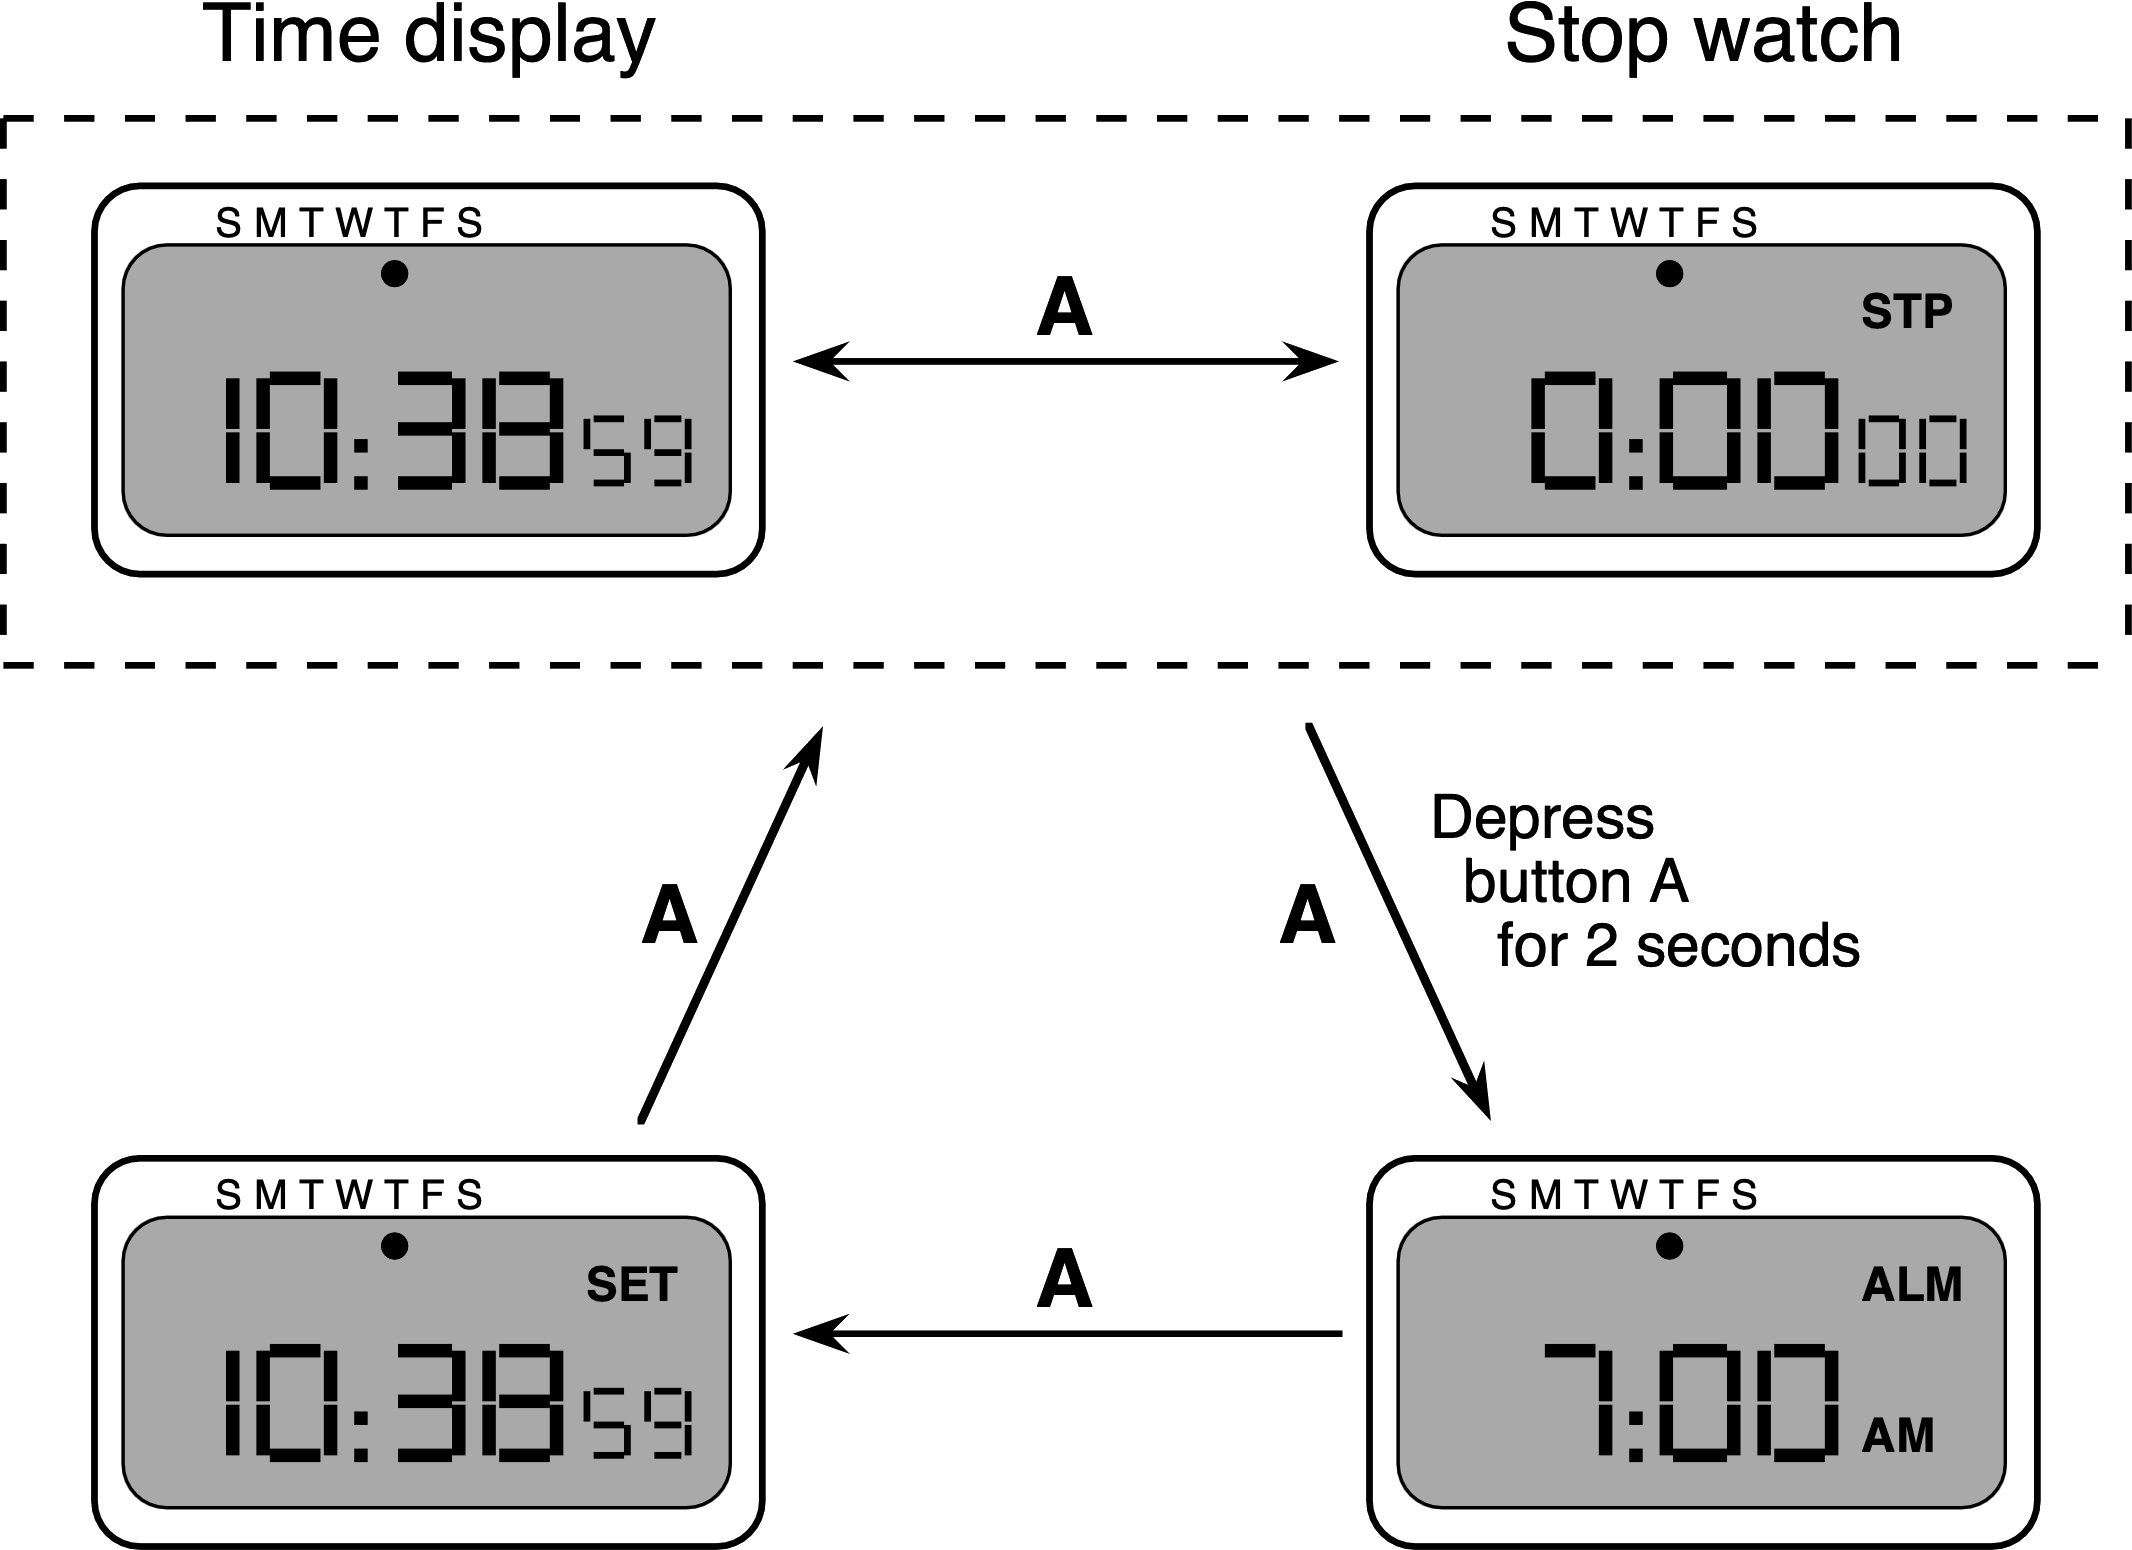 Time display
Stop watch
S M T W T F S
10:38 59
A
S M T W T F S
STP
0:00 00
A
A
Depress
button A
for 2 seconds
S M T W T F S
SET
10:38 59
A
S M T W T F S
ALM
7:00 AM